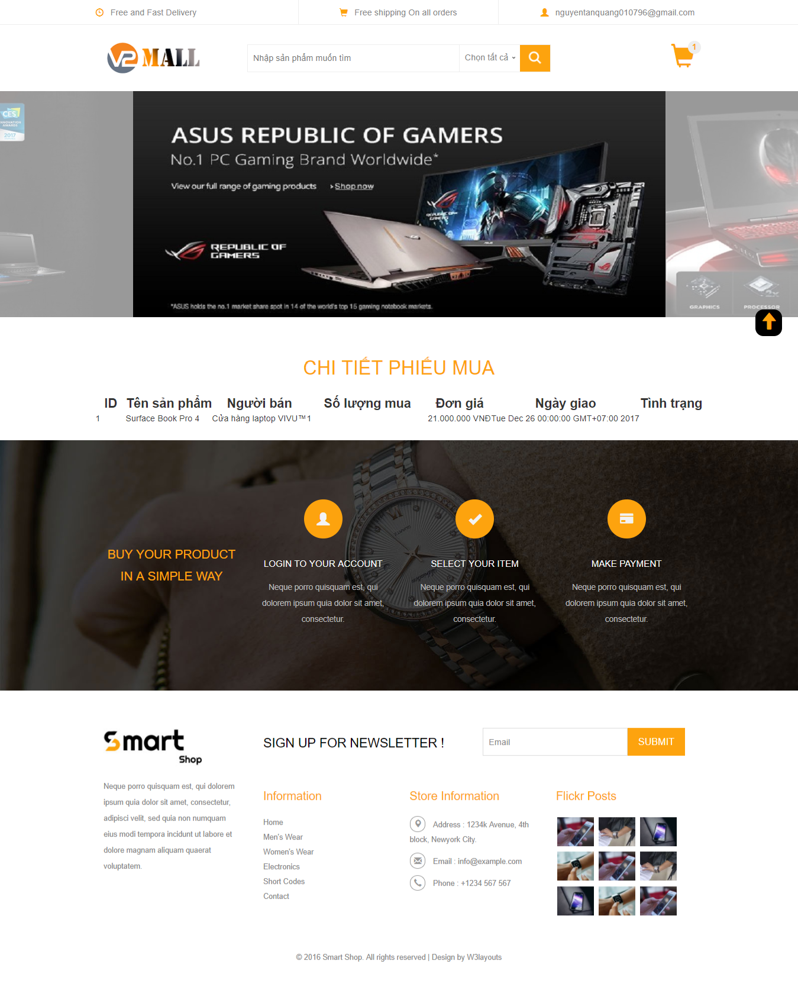 Free and Fast Delivery
Free shipping On all orders
nguyentanquang010796@gmail.com
V2 MALL
Nhập sản phẩm muốn tìm
Chọn tất cả
1
CES
INNOVATION
AWARDS
2017
ASUS REPUBLIC OF GAMERS
No.1 PC Gaming Brand Worldwide*
View our full range of gaming products > Shop now
REPUBLIC OF
GAMERS
*ASUS holds the no.1 market share spot in 14 of the world's top 15 gaming notebook markets.
GRAPHICS
PROCESSOR
CHI TIẾT PHIẾU MUA
ID Tên sản phẩm Người bán Số lượng mua Đơn giá Ngày giao Tình trạng
1 Surface Book Pro 4 Cửa hàng laptop VIVU™ 1 21.000.000 VNĐ Tue Dec 26 00:00:00 GMT+07:00 2017
BUY YOUR PRODUCT
IN A SIMPLE WAY
LOGIN TO YOUR ACCOUNT
Neque porro quisquam est, qui
dolorem ipsum quia dolor sit amet,
consectetur.
SELECT YOUR ITEM
Neque porro quisquam est, qui
dolorem ipsum quia dolor sit amet,
consectetur.
MAKE PAYMENT
Neque porro quisquam est, qui
dolorem ipsum quia dolor sit amet,
consectetur.
Smart
Shop
SIGN UP FOR NEWSLETTER !
Email
SUBMIT
Neque porro quisquam est, qui dolorem
ipsum quia dolor sit amet, consectetur,
adipisci velit, sed quia non numquam
eius modi tempora incidunt ut labore et
dolore magnam aliquam quaerat
voluptatem.
Information
Home
Men's Wear
Women's Wear
Electronics
Short Codes
Contact
Store Information
Address : 1234k Avenue, 4th
block, Newyork City.
Email : info@example.com
Phone : +1234 567 567
Flickr Posts
© 2016 Smart Shop. All rights reserved | Design by W3layouts